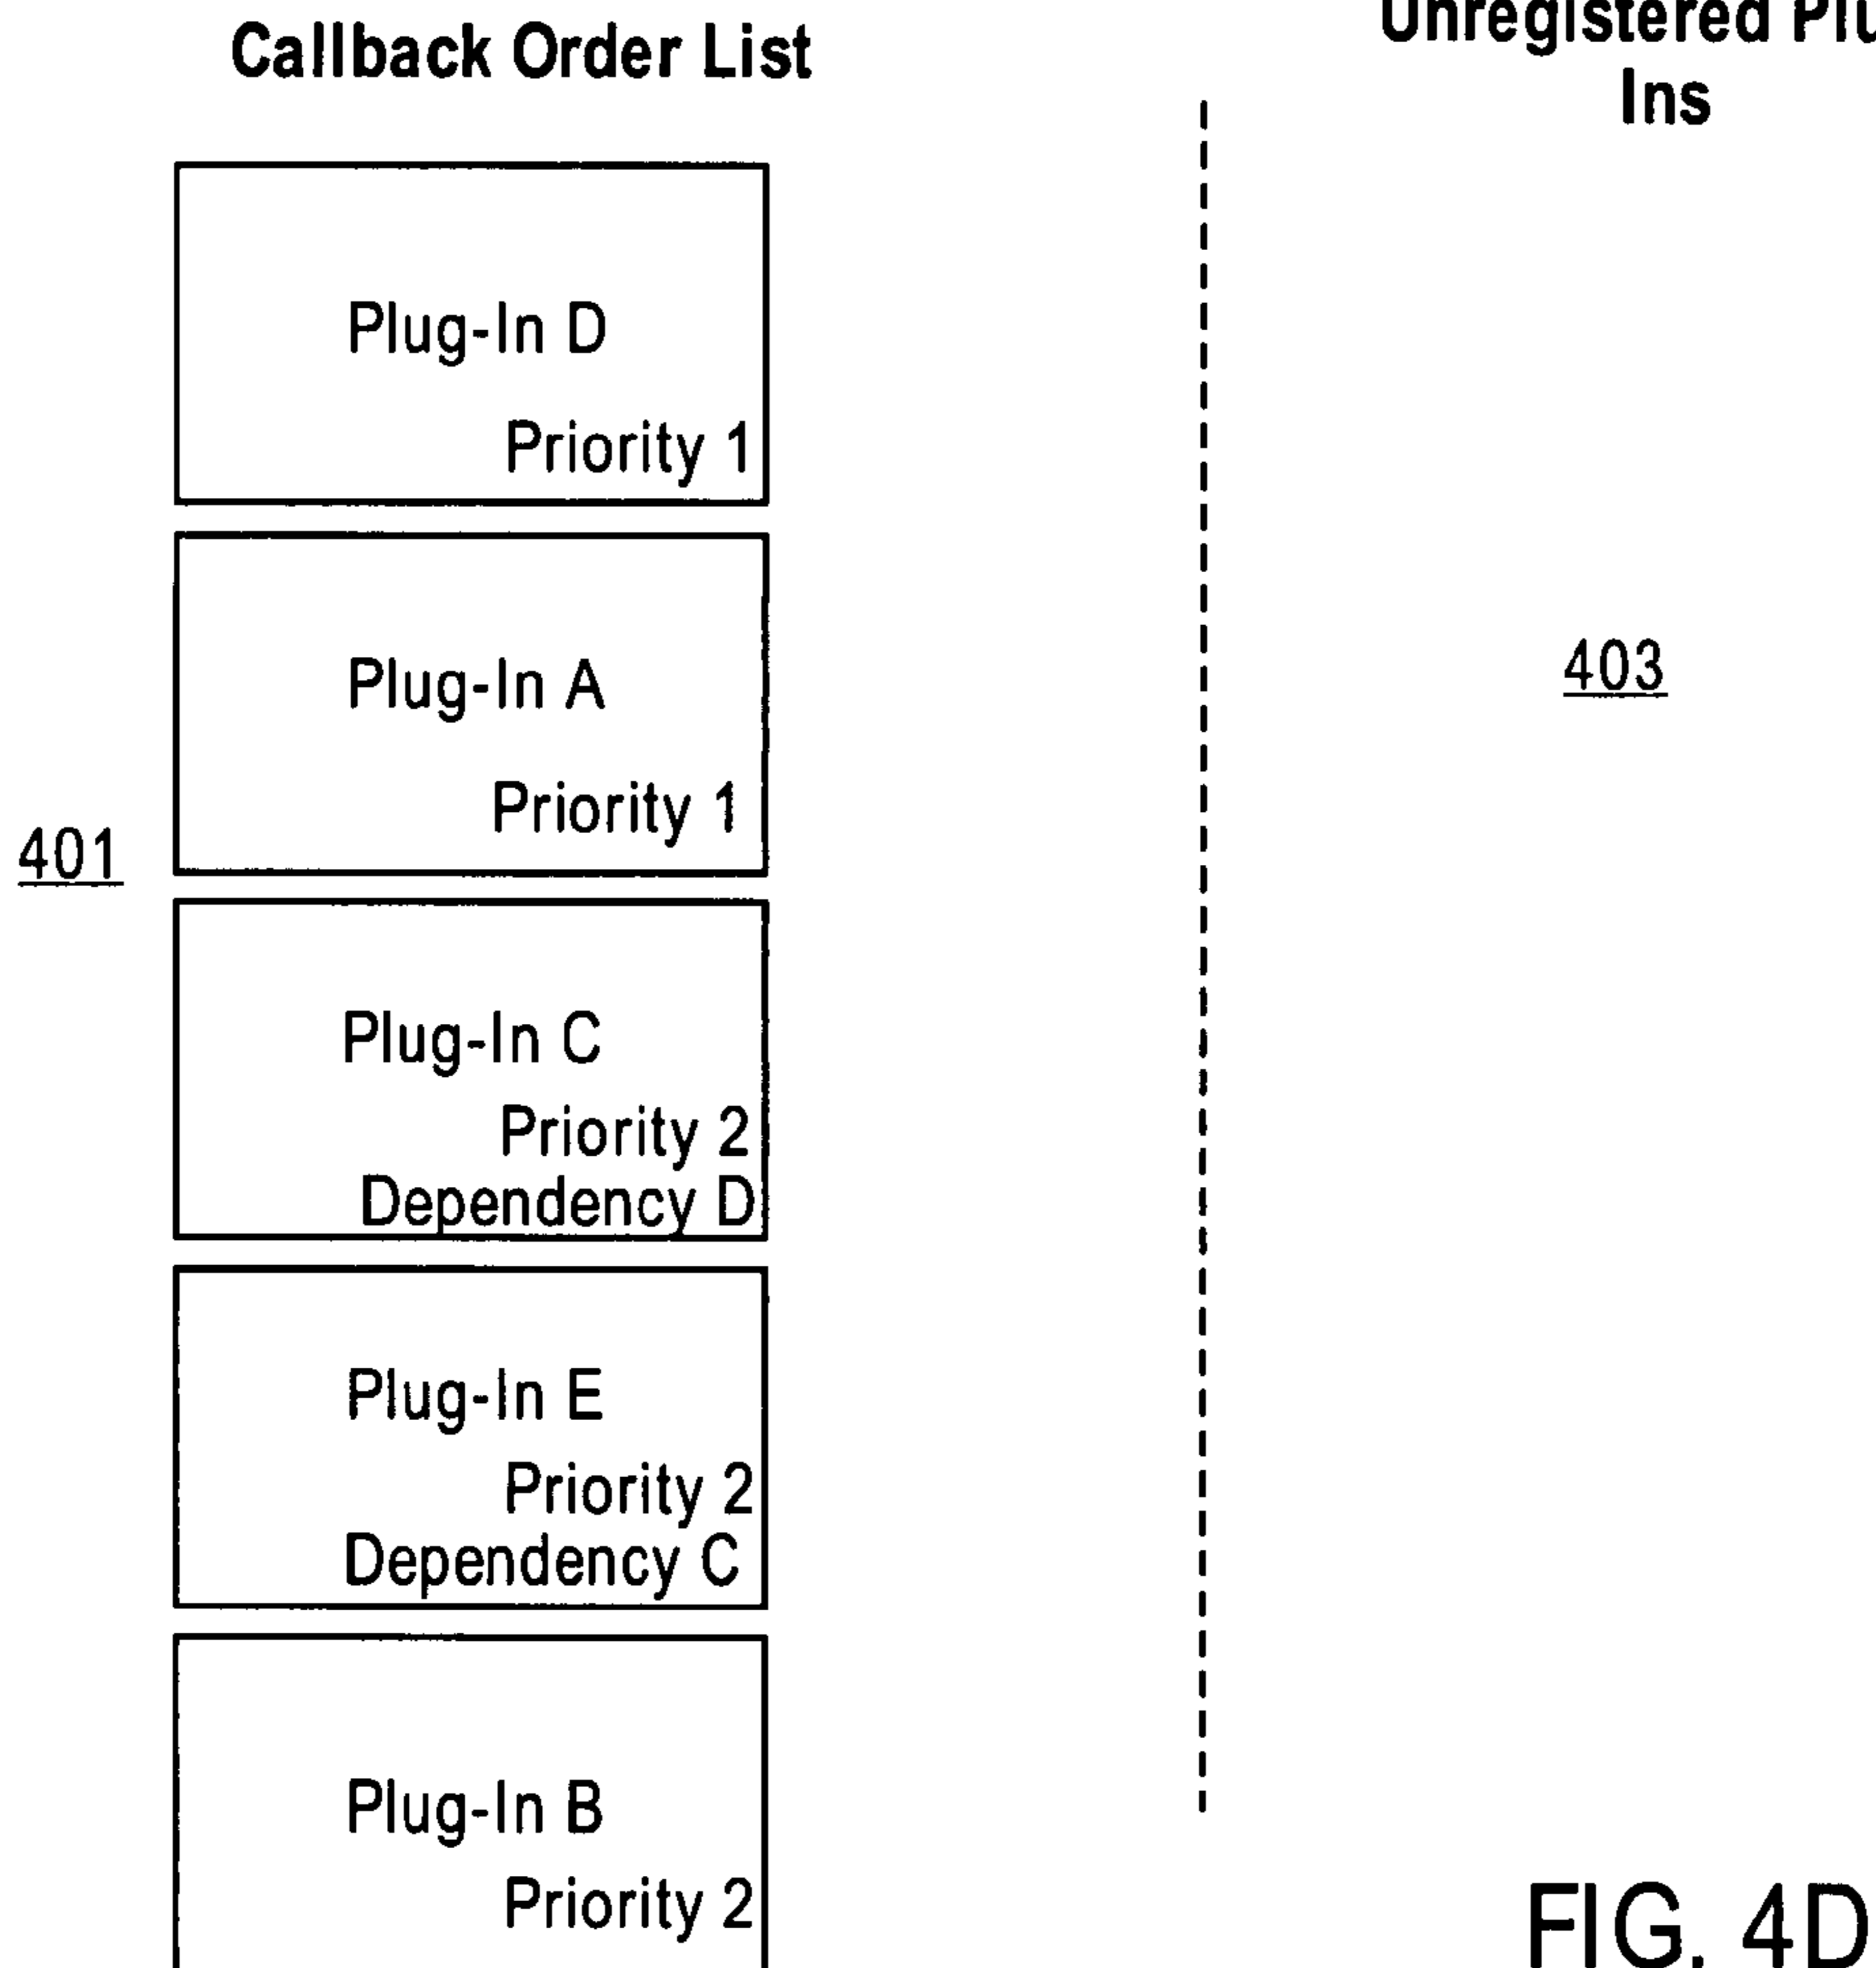 Callback Order List
Unregistered
Ins
Plug-In D
Priority 1
Plug-In A
Priority 1
403
401
Plug-In C
Priority 2
Dependency D
Plug-In E
Priority 2
Dependency C
Plug-In B
Priority 2
FIG. 4D